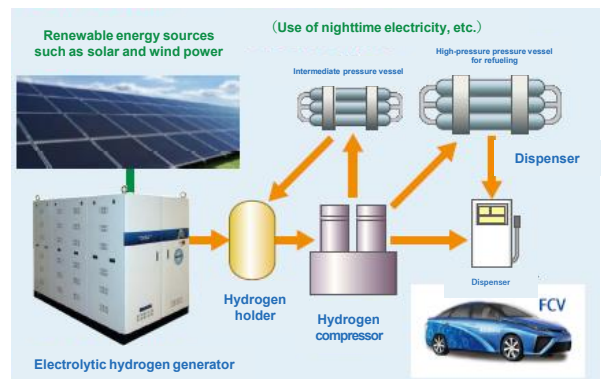 Renewable energy sources
such as solar and wind power
（Use of nighttime electricity, etc.）
Intermediate pressure vessel
High-pressure pressure vessel
for refueling
Dispenser
Hydrogen
holder
Hydrogen
compressor
Dispenser
FCV
Electrolytic hydrogen generator